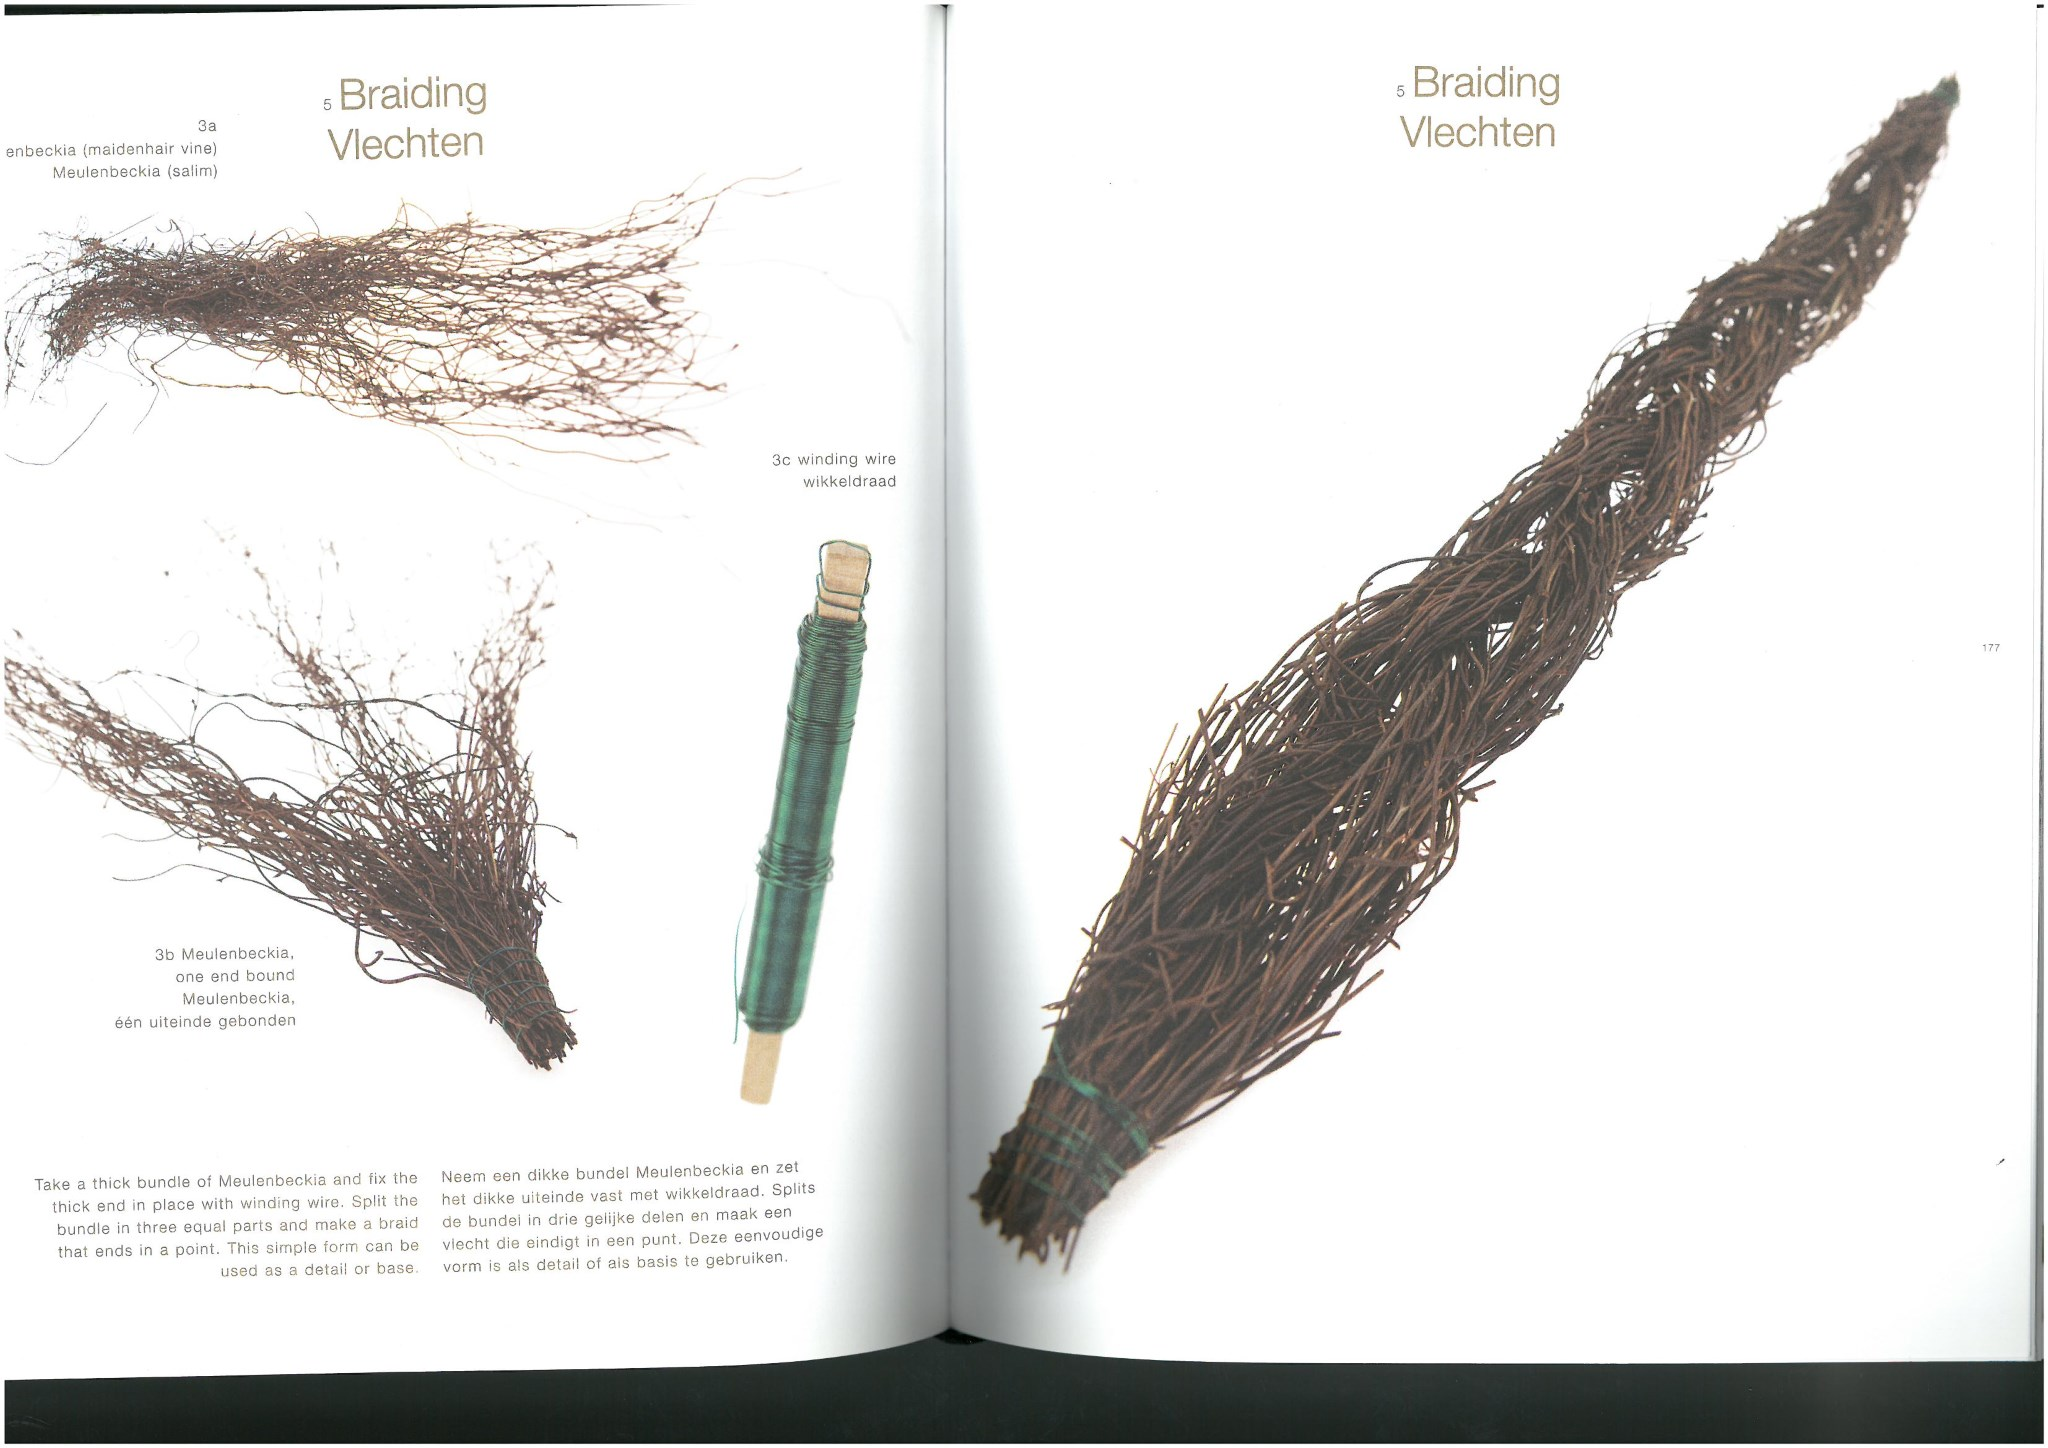 5 Braiding
Vlechten
3a
enbeckia (maidenhair vine)
Meulenbeckia (salim)
3c winding wire
wikkeldraad
3b Meulenbeckia,
one end bound
Meulenbeckia,
één uiteinde gebonden
Take a thick bundle of Meulenbeckia and fix the
thick end in place with winding wire. Split the
bundle in three equal parts and make a braid
that ends in a point. This simple form can be
used as a detail or base.
Neem een dikke bundel Meulenbeckia en zet
het dikke uiteinde vast met wikkeldraad. Splits
de bundel in drie gelijke delen en maak een
vlecht die eindigt in een punt. Deze eenvoudige
vorm is als detail of als basis te gebruiken.
5 Braiding
Vlechten
177